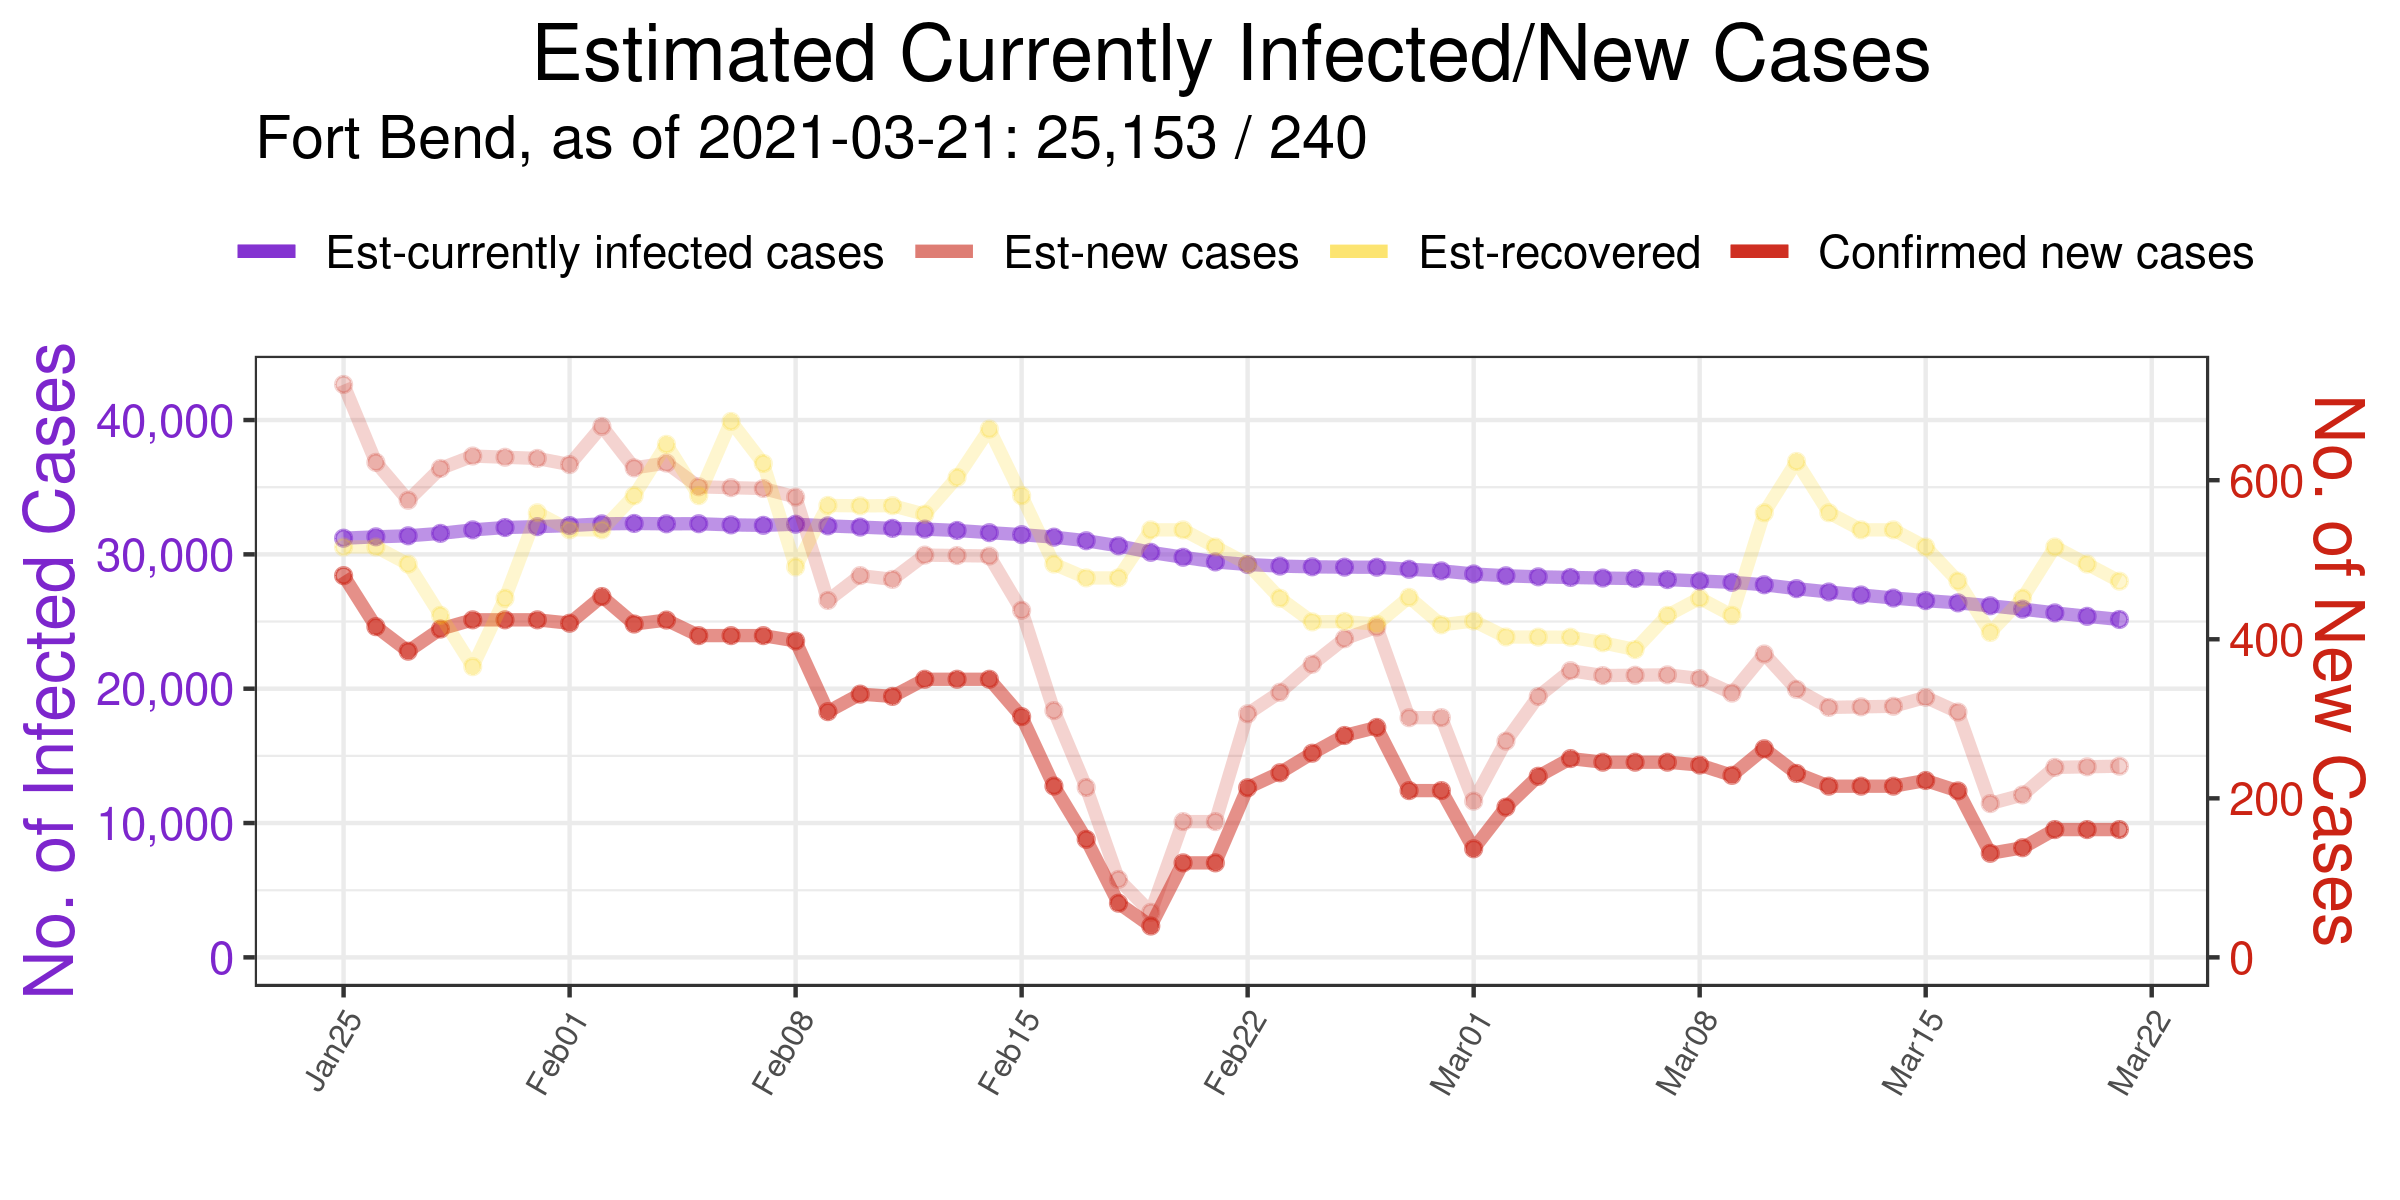 Estimated Currently Infected/New Cases
Fort Bend, as of 2021-03-21: 25,153 / 240
Est-currently infected cases Est-new cases Est-recovered Confirmed new cases
No. of Infected Cases
40,000
30,000
20,000
10,000
0
600
400
200
0
No. of New Cases
Jan25 Feb01 Feb08 Feb15 Feb22 Mar01 Mar08 Mar15 Mar22